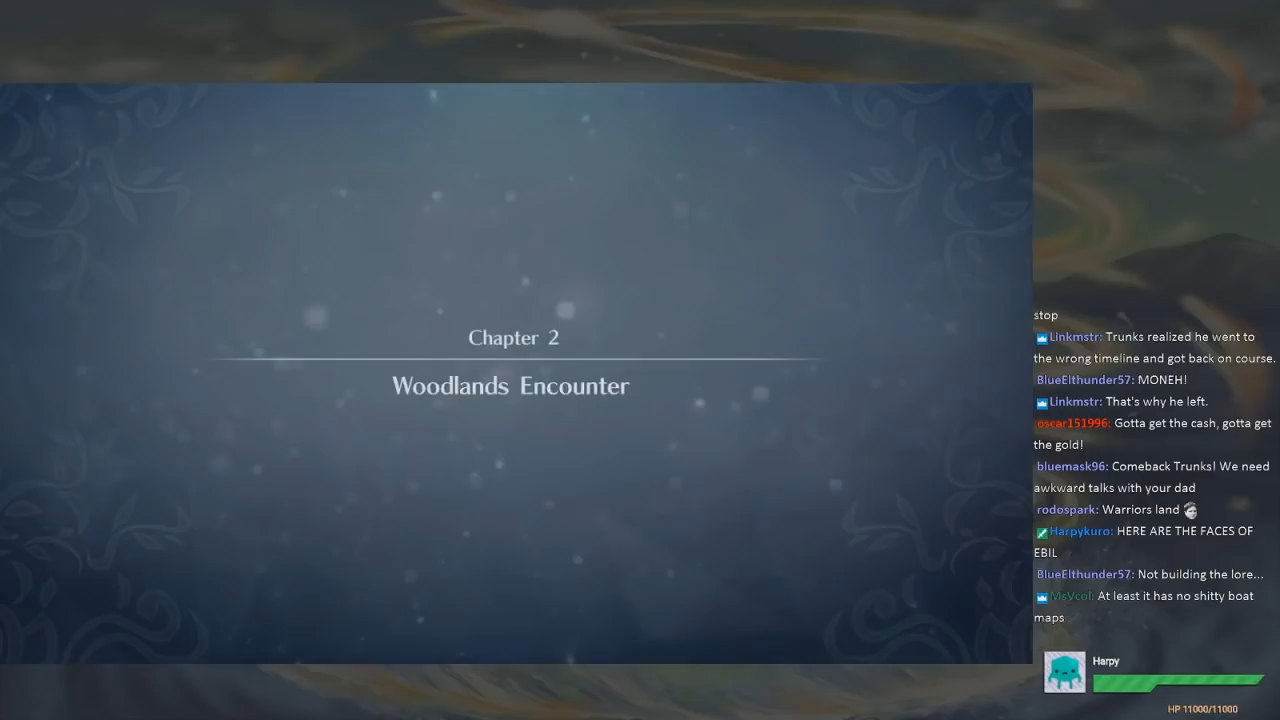 Chapter 2
Woodlands Encounter
stop
Linkmstr: Trunks realized he went to
the wrong timeline and got back on course.
BlueElthunder57: MONEH!
Linkmstr: That's why he left.
oscar151996: Gotta get the cash, gotta get
the gold!
bluemask96: Comeback Trunks! We need
awkward talks with your dad
rodospark: Warriors land
Harpykuro: HERE ARE THE FACES OF
EBIL
BlueElthunder57: Not building the lore...
MsVcol: At least it has no shitty boat
maps
Harpy
HP 11000/11000